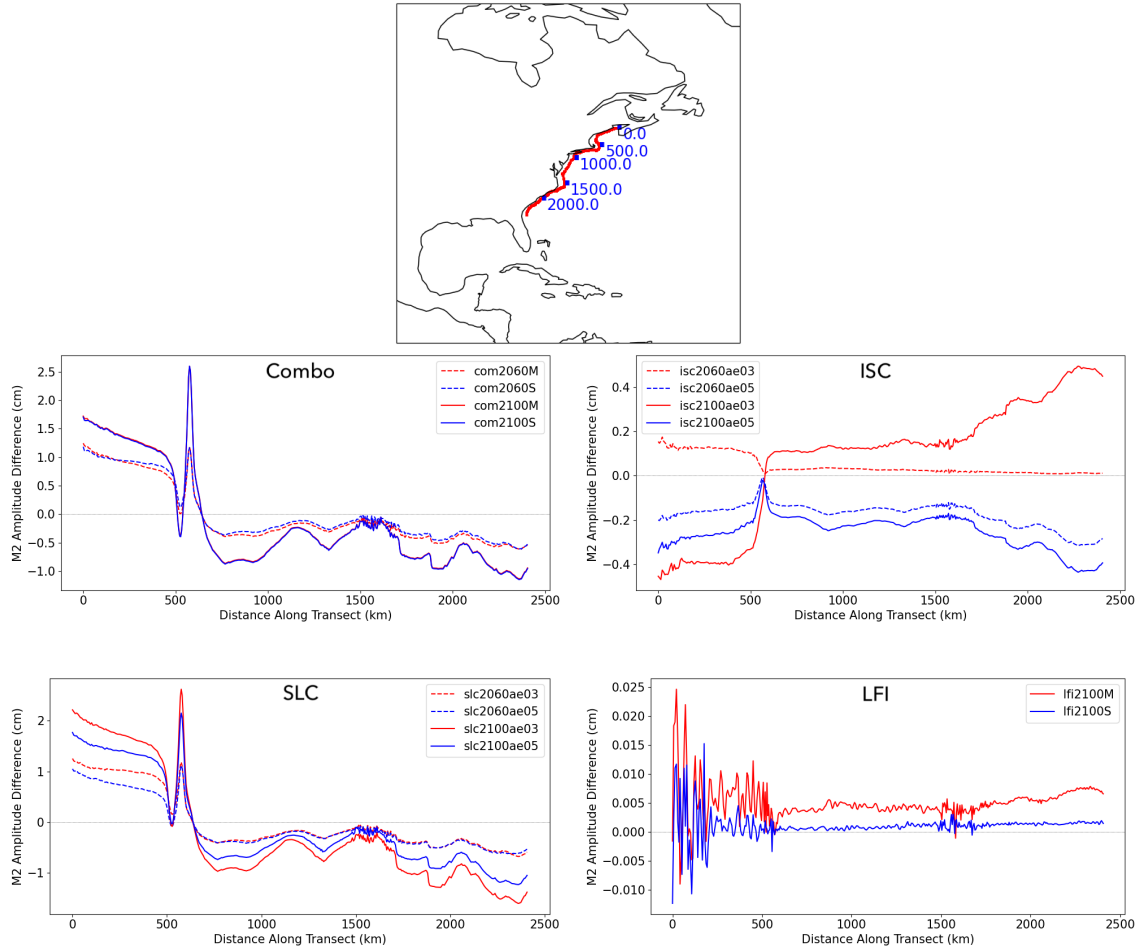 0.0
500.0
1000.0
1500.0
2000.0
Combo
com2060M
com2060S
com2100M
com2100S
M2 Amplitude Difference (cm)
2.5
2.0
1.5
1.0
0.5
0.0
−0.5
−1.0
0 500 1000 1500 2000 2500
Distance Along Transect (km)
ISC
isc2060ae03
isc2060ae05
isc2100ae03
isc2100ae05
M2 Amplitude Difference (cm)
0.4
0.2
0.0
−0.2
−0.4
0 500 1000 1500 2000 2500
Distance Along Transect (km)
SLC
slc2060ae03
slc2060ae05
slc2100ae03
slc2100ae05
M2 Amplitude Difference (cm)
2
1
0
−1
0 500 1000 1500 2000 2500
Distance Along Transect (km)
LFI
lfi2100M
lfi2100S
M2 Amplitude Difference (cm)
0.025
0.020
0.015
0.010
0.005
0.000
−0.005
−0.010
0 500 1000 1500 2000 2500
Distance Along Transect (km)